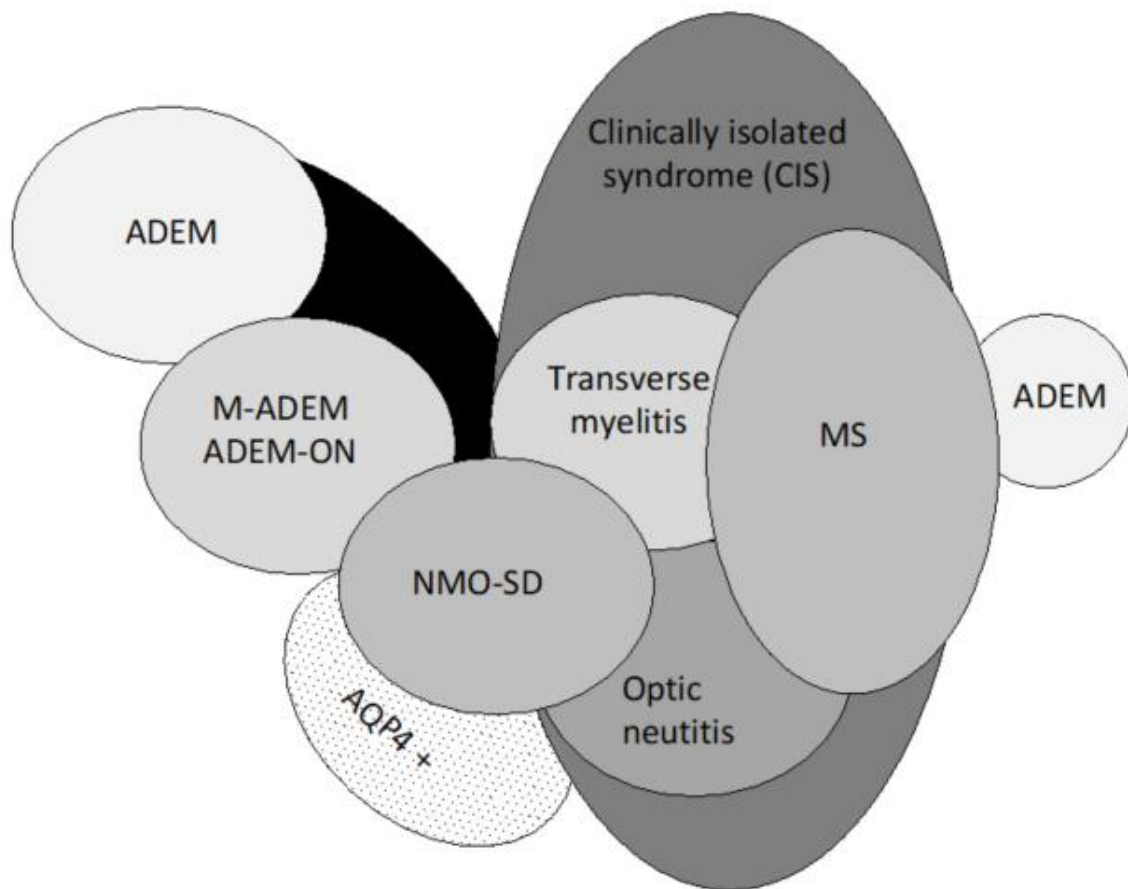 Clinically isolated
syndrome (CIS)
ADEM
Transverse
myelitis
ADEM
M-ADEM
ADEM-ON
MS
NMO-SD
Optic
neutitis
AQP4 +